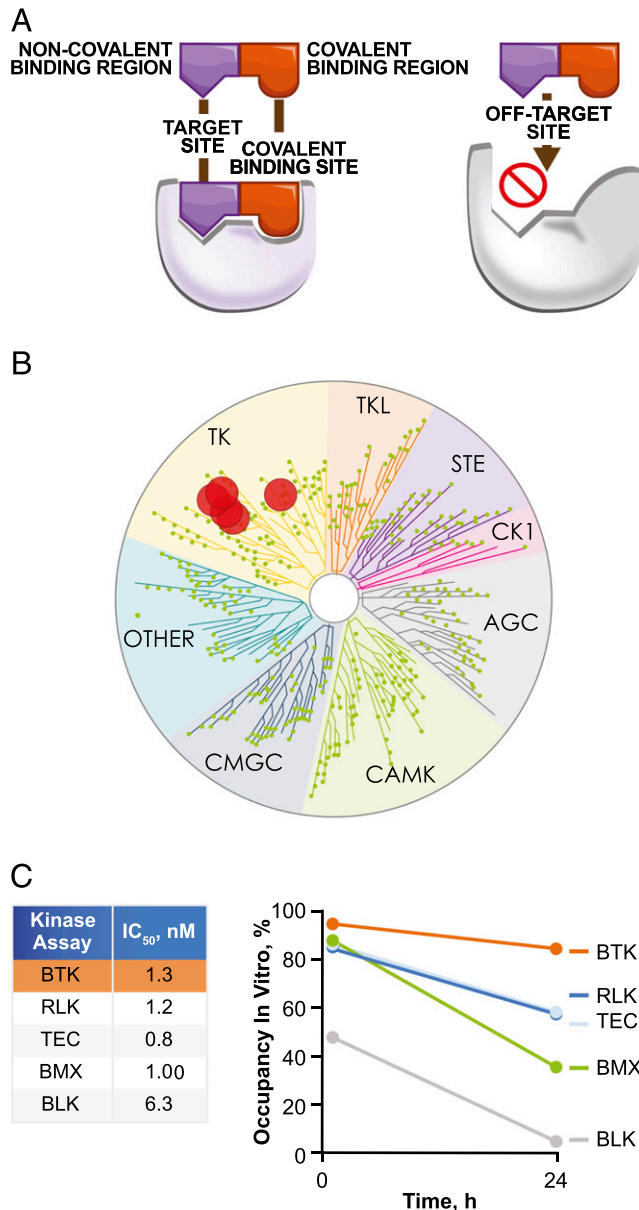 A
NON-COVALENT
BINDING REGION
COVALENT
BINDING REGION
TARGET
SITE
COVALENT
BINDING SITE
OFF-TARGET
SITE
B
TK
TKL
STE
CK1
AGC
CAMK
CMGC
OTHER
C
Kinase
Assay
IC50, nM
BTK 1.3
RLK 1.2
TEC 0.8
BMX 1.00
BLK 6.3
Occupancy In Vitro, %
100
80
60
40
20
0
0
24
Time, h
BTK
RLK
TEC
BMX
BLK